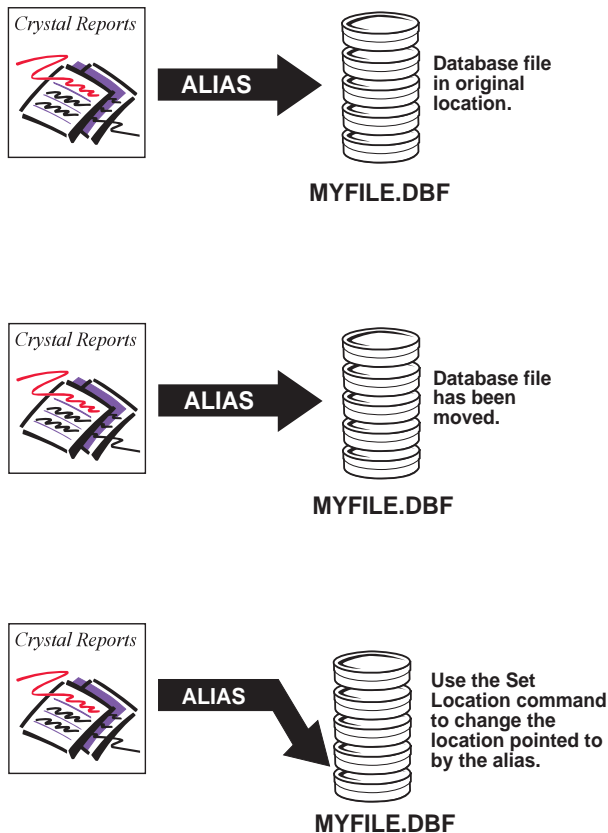 Crystal Reports
ALIAS
Database file
in original
location.
MYFILE.DBF
Crystal Reports
ALIAS
Database file
has been
moved.
MYFILE.DBF
Crystal Reports
ALIAS
Use the Set
Location command
to change the
location pointed to
by the alias.
MYFILE.DBF